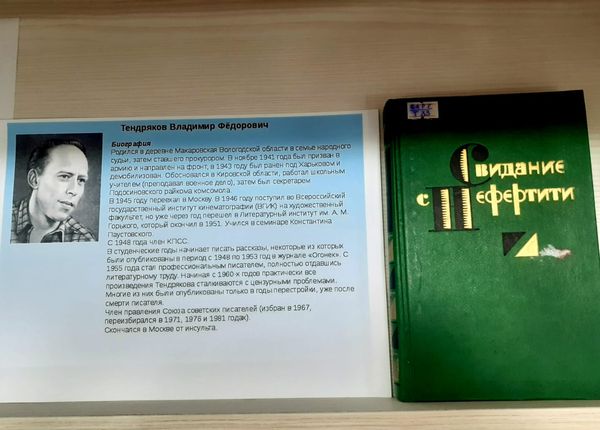 Тендряков Владимир Фёдорович
Биография
Родился в деревне Макаровская Вологодской области в семье народного
судьи, затем ставшего прокурором. В ноябре 1941 года был призван в
армию и направлен на фронт, в 1943 году был ранен под Харьковом и
демобилизован. Обосновался в Кировской области, работал школьным
учителем (преподавал военное дело), затем был секретарём
Подосиновского райкома комсомола.
В 1945 году переехал в Москву. В 1946 году поступил во Всероссийский
государственный институт кинематографии (ВГИК) на художественный
факультет, но уже через год перешел в Литературный институт им. А. М.
Горького, который окончил в 1951. Учился в семинаре Константина
Паустовского.
С 1948 года член КПСС.
В студенческие годы начинает писать рассказы, некоторые из которых
были опубликованы в период с 1948 по 1953 год в журнале «Огонек». С
1955 года стал профессиональным писателем, полностью отдавшись
литературному труду. Начиная с 1960-х годов практически все
произведения Тендрякова сталкиваются с цензурными проблемами.
Многие из них были опубликованы только в годы перестройки, уже после
смерти писателя.
Член правления Союза советских писателей (избран в 1967,
переизбирался в 1971, 1976 и 1981 годах).
Скончался в Москве от инсульта.
Свидание
с Нефертити